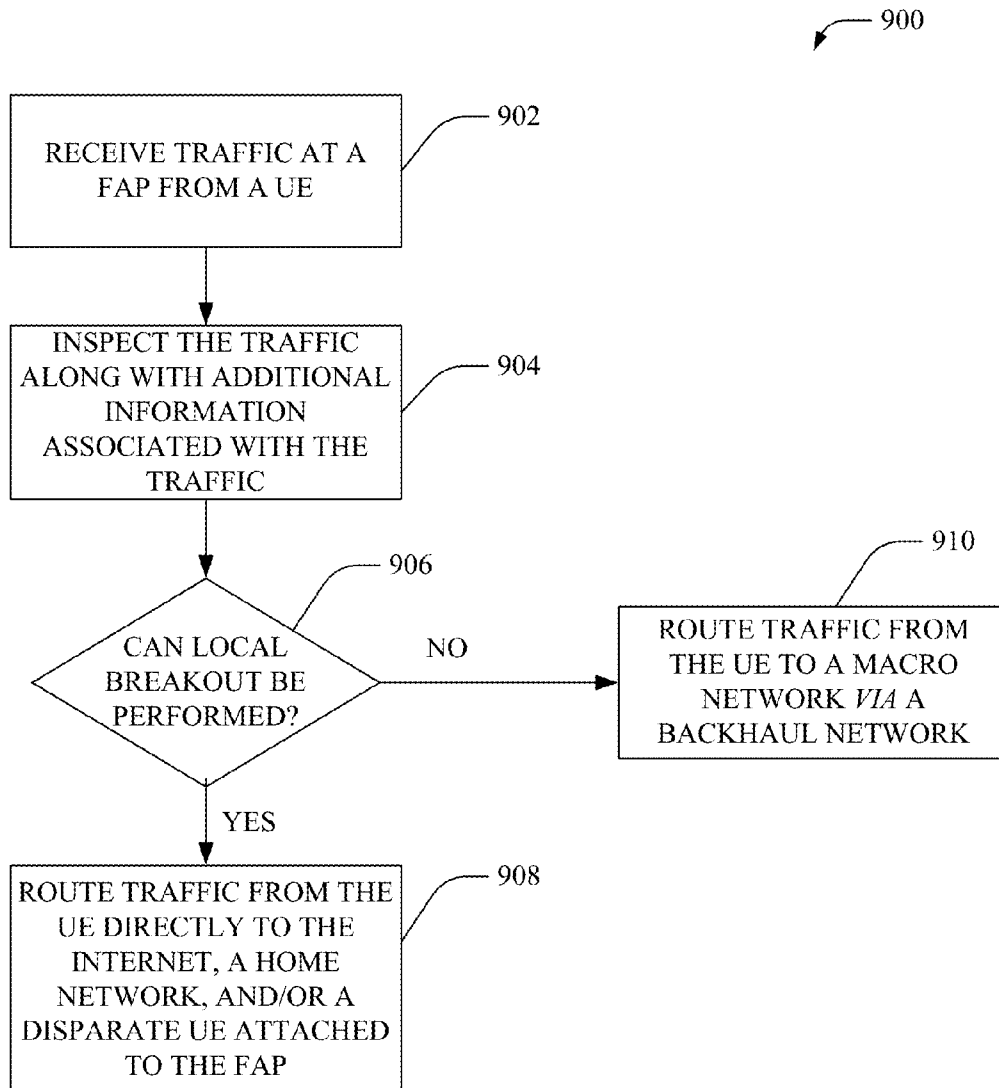 900
RECEIVE TRAFFIC AT A
FAP FROM A UE
902
INSPECT THE TRAFFIC
ALONG WITH ADDITIONAL
INFORMATION
ASSOCIATED WITH THE
TRAFFIC
904
CAN LOCAL
BREAKOUT BE
PERFORMED?
906
NO
ROUTE TRAFFIC FROM
THE UE TO A MACRO
NETWORK VIA A
BACKHAUL NETWORK
910
YES
ROUTE TRAFFIC FROM THE
UE DIRECTLY TO THE
INTERNET, A HOME
NETWORK, AND/OR A
DISPARATE UE ATTACHED
TO THE FAP
908